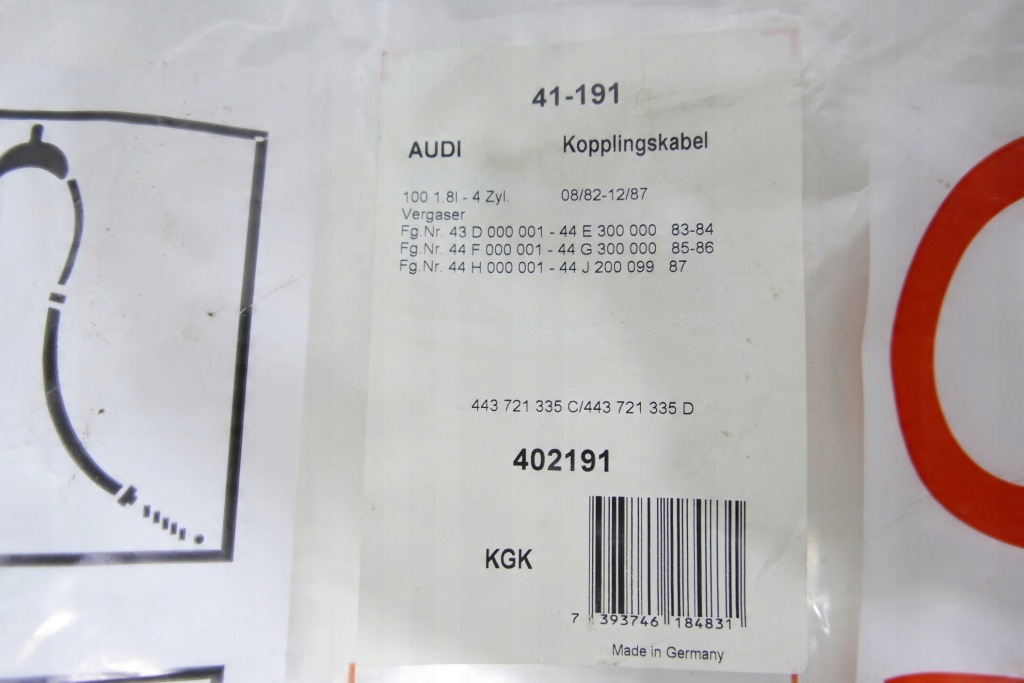 41-191
AUDI Kopplingskabel
100 1.8l - 4 Zyl. 08/82-12/87
Vergaser
Fg.Nr. 43 D 000 001 - 44 E 300 000 83-84
Fg.Nr. 44 F 000 001 - 44 G 300 000 85-86
Fg.Nr. 44 H 000 001 - 44 J 200 099 87
443 721 335 C/443 721 335 D
402191
KGK
7 393746 184831
Made in Germany